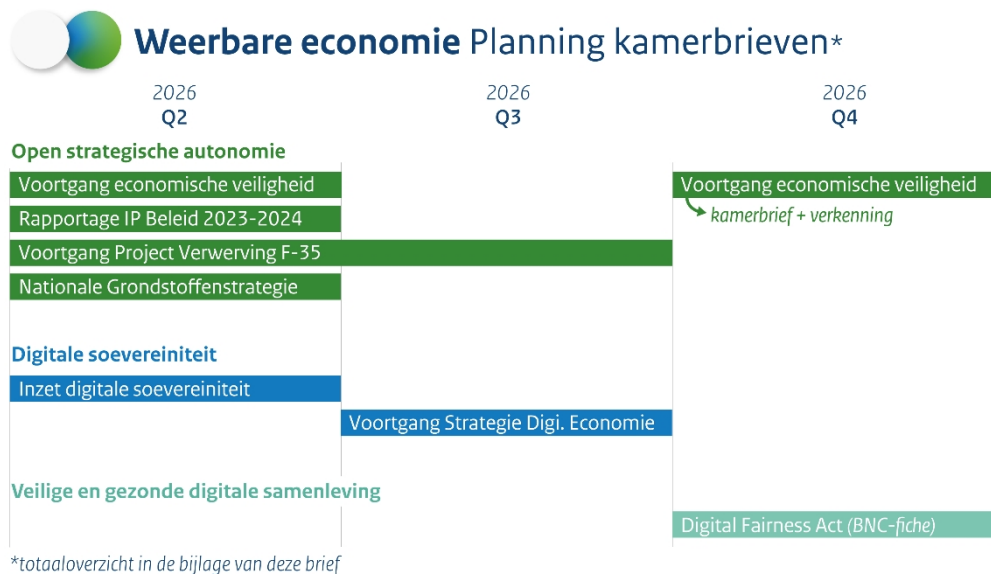 Weerbare economie Planning kamerbrieven*
2026 2026 2026
Q2 Q3 Q4
Open strategische autonomie
Voortgang economische veiligheid Voortgang economische veiligheid
kamerbrief + verkenning
Rapportage IP Beleid 2023-2024
Voortgang Project Verwerving F-35
Nationale Grondstoffenstrategie
Digitale soevereiniteit
Inzet digitale soevereiniteit
Voortgang Strategie Digi. Economie
Veilige en gezonde digitale samenleving
Digital Fairness Act (BNC-fiche)
*totaaloverzicht in de bijlage van deze brief